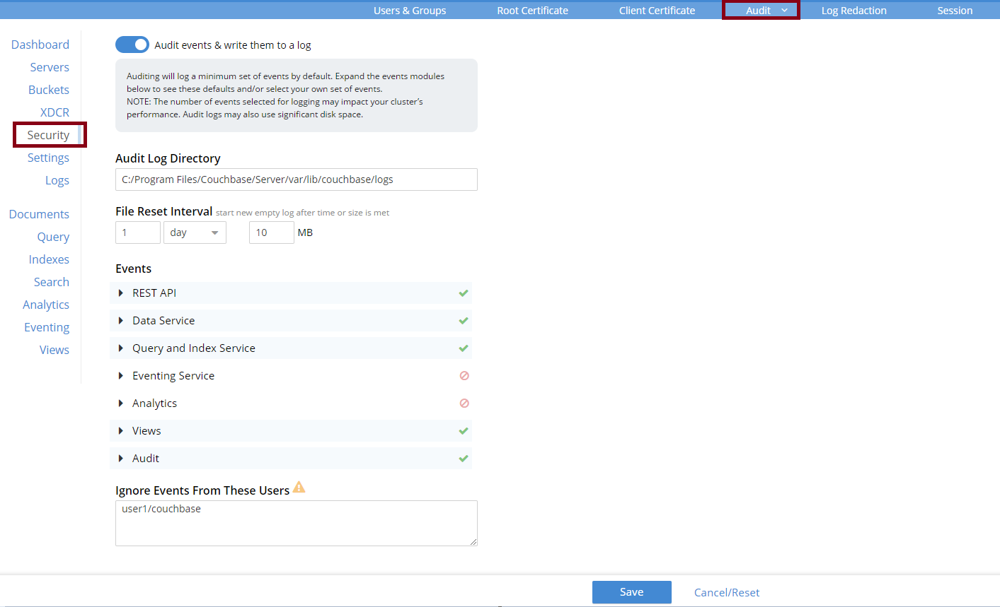 Users & Groups Root Certificate Client Certificate Audit Log Redaction Session
Dashboard
Servers
Buckets
XDCR
Security
Settings
Logs
Documents
Query
Indexes
Search
Analytics
Eventing
Views
Audit events & write them to a log
Auditing will log a minimum set of events by default. Expand the events modules
below to see these defaults and/or select your own set of events.
NOTE: The number of events selected for logging may impact your cluster’s
performance. Audit logs may also use significant disk space.
Audit Log Directory
C:/Program Files/Couchbase/Server/var/lib/couchbase/logs
File Reset Interval start new empty log after time or size is met
1 day 10 MB
Events
REST API
Data Service
Query and Index Service
Eventing Service
Analytics
Views
Audit
Ignore Events From These Users
user1/couchbase
Save Cancel/Reset